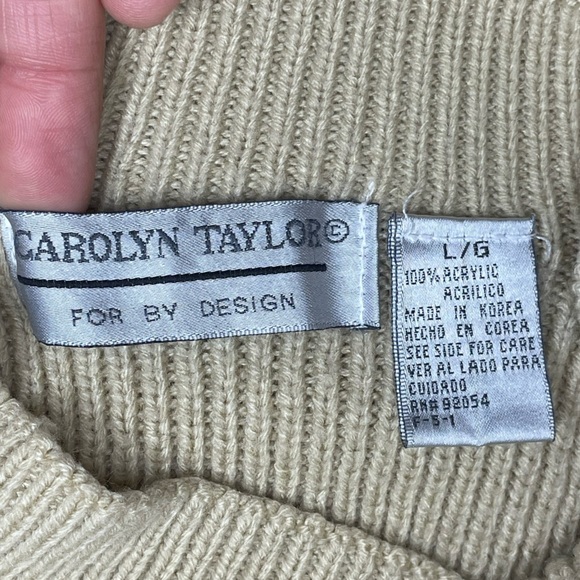 CAROLYN TAYLOR©
FOR BY DESIGN
L/G
100% ACRYLIC
ACRILICO
MADE IN KOREA
HECHO EN COREA
SEE SIDE FOR CARE
VER AL LADO PARA
CUIDADO
RN# 92054
F-5-1